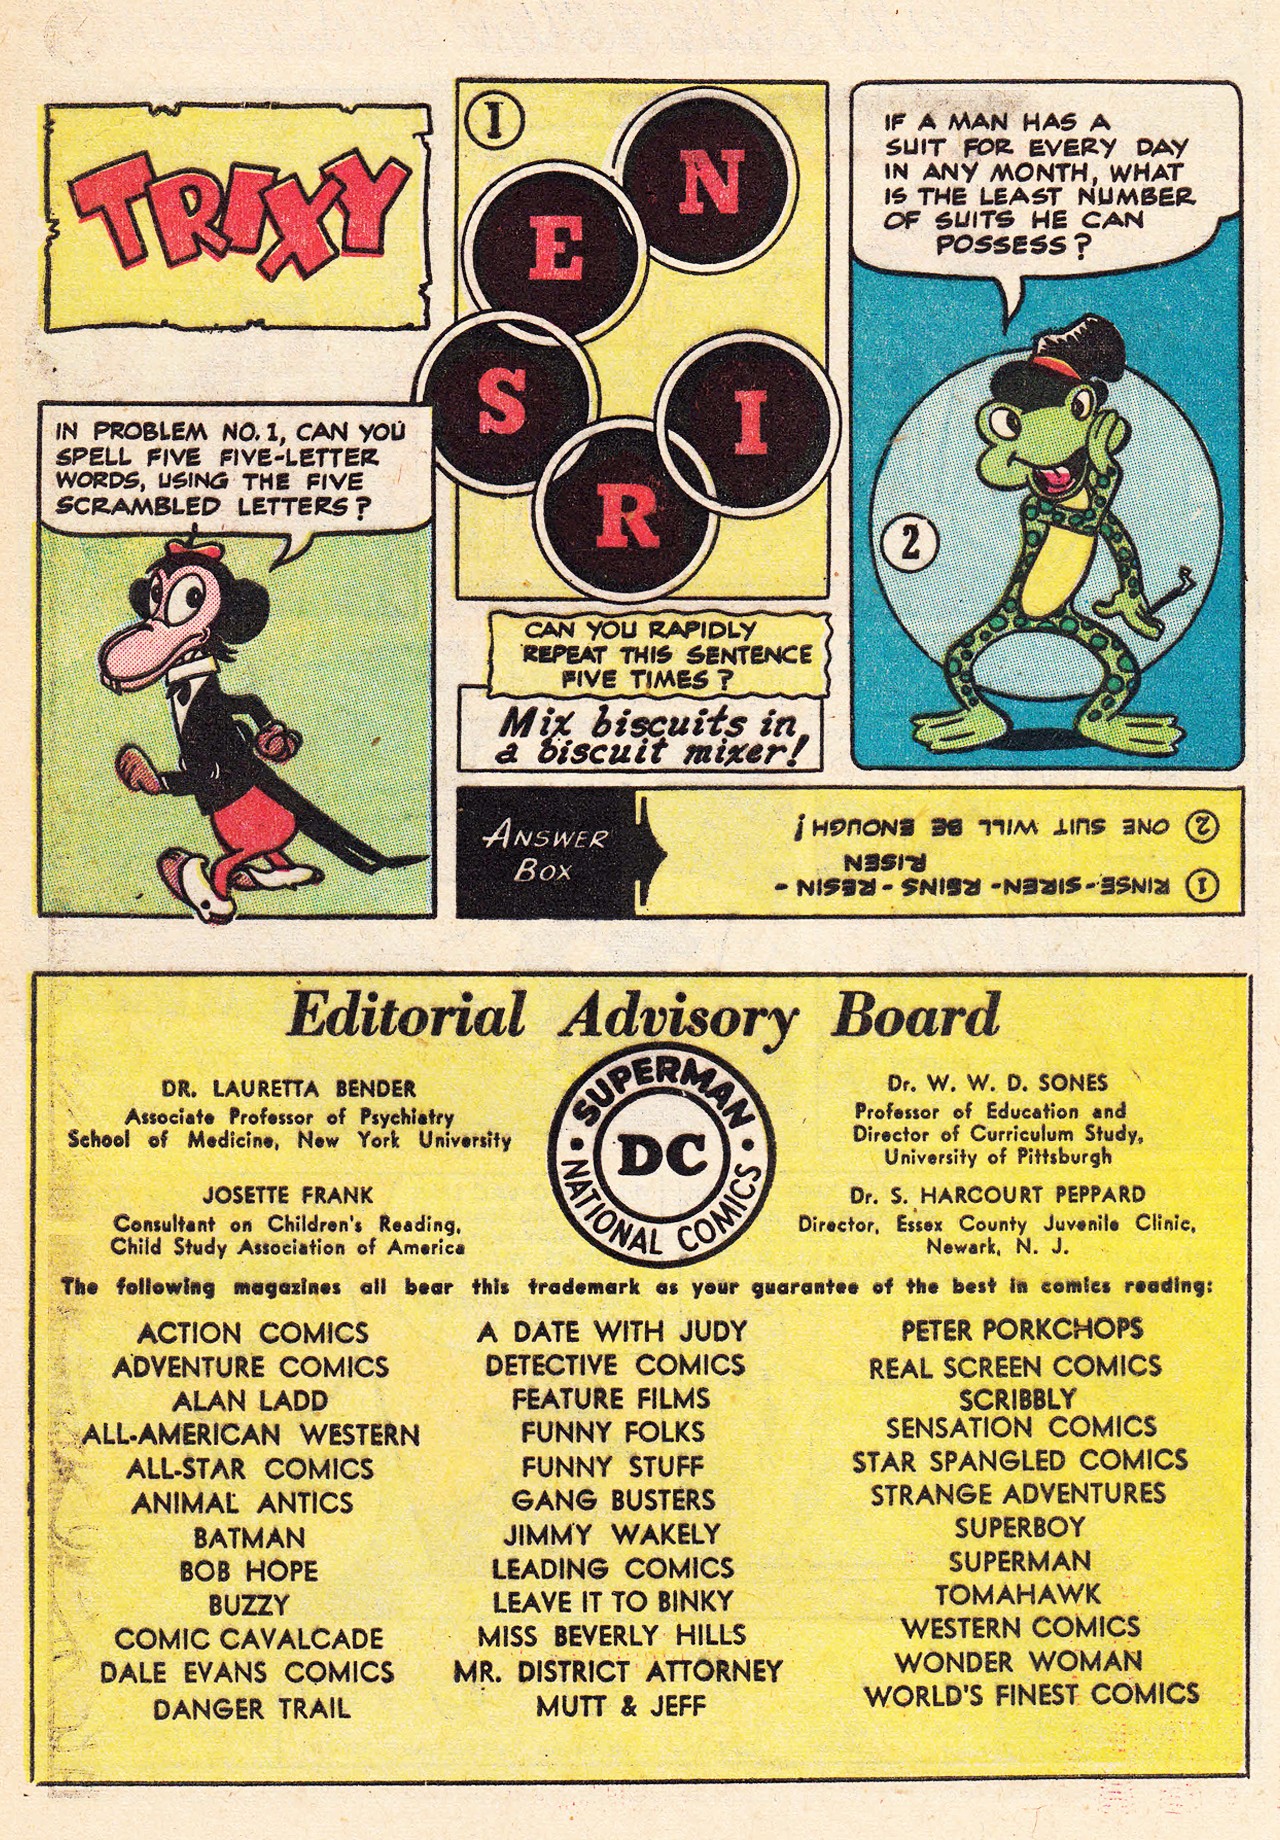 TRIXY
IN PROBLEM NO. 1, CAN YOU
SPELL FIVE FIVE-LETTER
WORDS, USING THE FIVE
SCRAMBLED LETTERS?
1
N
E
S
I
R
CAN YOU RAPIDLY
REPEAT THIS SENTENCE
FIVE TIMES?
Mix biscuits in
a biscuit mixer!
IF A MAN HAS A
SUIT FOR EVERY DAY
IN ANY MONTH, WHAT
IS THE LEAST NUMBER
OF SUITS HE CAN
POSSESS?
2
ANSWER
BOX
1 RINSE-SIREN-REINS-RESIN-
RISEN
2 ONE SUIT WILL BE ENOUGH!
Editorial Advisory Board
DR. LAURETTA BENDER
Associate Professor of Psychiatry
School of Medicine, New York University
JOSETTE FRANK
Consultant on Children's Reading,
Child Study Association of America
SUPERMAN
DC
NATIONAL COMICS
Dr. W. W. D. SONES
Professor of Education and
Director of Curriculum Study,
University of Pittsburgh
Dr. S. HARCOURT PEPPARD
Director, Essex County Juvenile Clinic,
Newark, N. J.
The following magazines all bear this trademark as your guarantee of the best in comics reading:
ACTION COMICS
ADVENTURE COMICS
ALAN LADD
ALL-AMERICAN WESTERN
ALL-STAR COMICS
ANIMAL ANTICS
BATMAN
BOB HOPE
BUZZY
COMIC CAVALCADE
DALE EVANS COMICS
DANGER TRAIL
A DATE WITH JUDY
DETECTIVE COMICS
FEATURE FILMS
FUNNY FOLKS
FUNNY STUFF
GANG BUSTERS
JIMMY WAKELY
LEADING COMICS
LEAVE IT TO BINKY
MISS BEVERLY HILLS
MR. DISTRICT ATTORNEY
MUTT & JEFF
PETER PORKCHOPS
REAL SCREEN COMICS
SCRIBBLY
SENSATION COMICS
STAR SPANGLED COMICS
STRANGE ADVENTURES
SUPERBOY
SUPERMAN
TOMAHAWK
WESTERN COMICS
WONDER WOMAN
WORLD'S FINEST COMICS